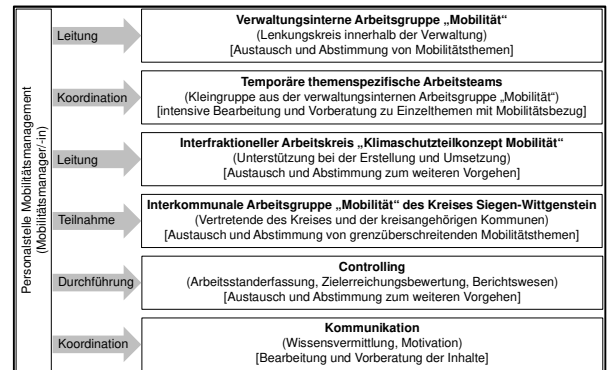 Personalstelle Mobilitätsmanagement
(Mobilitätsmanager/-in)
Leitung
Verwaltungsinterne Arbeitsgruppe „Mobilität“
(Lenkungskreis innerhalb der Verwaltung)
[Austausch und Abstimmung von Mobilitätsthemen]
Koordination
Temporäre themenspezifische Arbeitsteams
(Kleingruppe aus der verwaltungsinternen Arbeitsgruppe „Mobilität“)
[intensive Bearbeitung und Vorberatung zu Einzelthemen mit Mobilitätsbezug]
Leitung
Interfraktioneller Arbeitskreis „Klimaschutzteilkonzept Mobilität“
(Unterstützung bei der Erstellung und Umsetzung)
[Austausch und Abstimmung zum weiteren Vorgehen]
Teilnahme
Interkommunale Arbeitsgruppe „Mobilität“ des Kreises Siegen-Wittgenstein
(Vertretende des Kreises und der kreisangehörigen Kommunen)
[Austausch und Abstimmung von grenzüberschreitenden Mobilitätsthemen]
Durchführung
Controlling
(Arbeitsstanderfassung, Zielerreichungsbewertung, Berichtswesen)
[Austausch und Abstimmung zum weiteren Vorgehen]
Koordination
Kommunikation
(Wissensvermittlung, Motivation)
[Bearbeitung und Vorberatung der Inhalte]